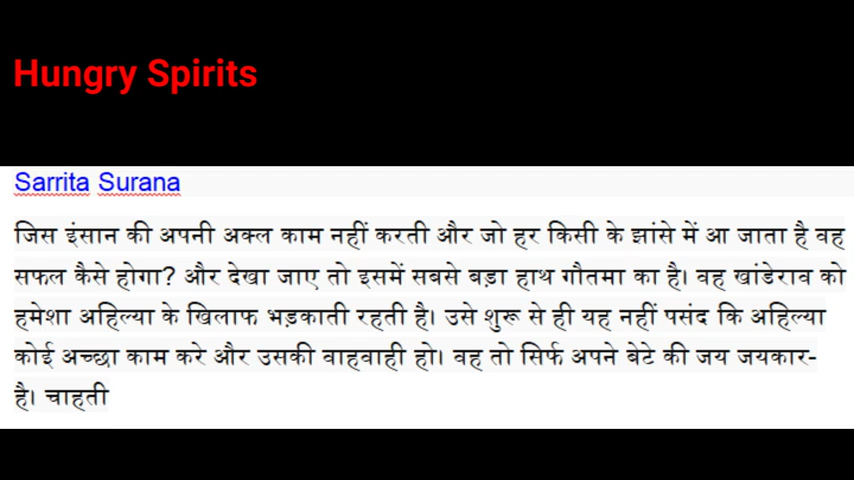 Hungry Spirits
Sarrita Surana
जिस इंसान की अपनी अक्ल काम नहीं करती और जो हर किसी के झांसे में आ जाता है वह
सफल कैसे होगा? और देखा जाए तो इसमें सबसे बड़ा हाथ गौतमा का है। वह खांडेराव को
हमेशा अहिल्या के खिलाफ भड़काती रहती है। उसे शुरू से ही यह नहीं पसंद कि अहिल्या
कोई अच्छा काम करे और उसकी वाहवाही हो। वह तो सिर्फ अपने बेटे की जय जयकार-
है। चाहती